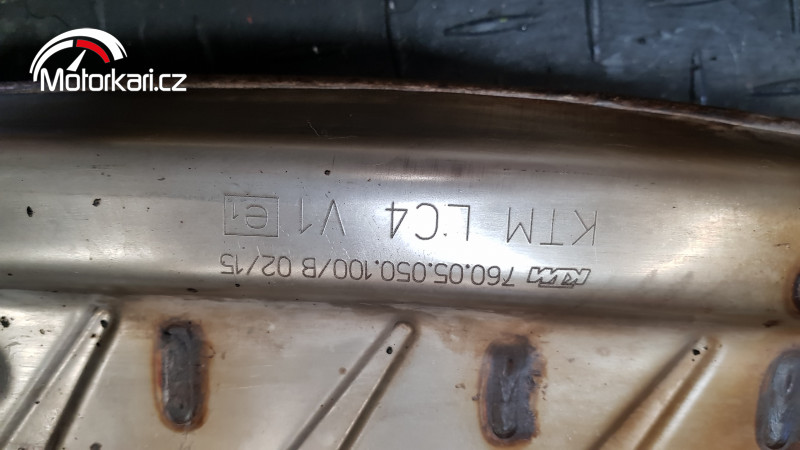 Motorkari.cz
KTM LC4 V1 e1
KTM 760.05.050.100/B 02/15